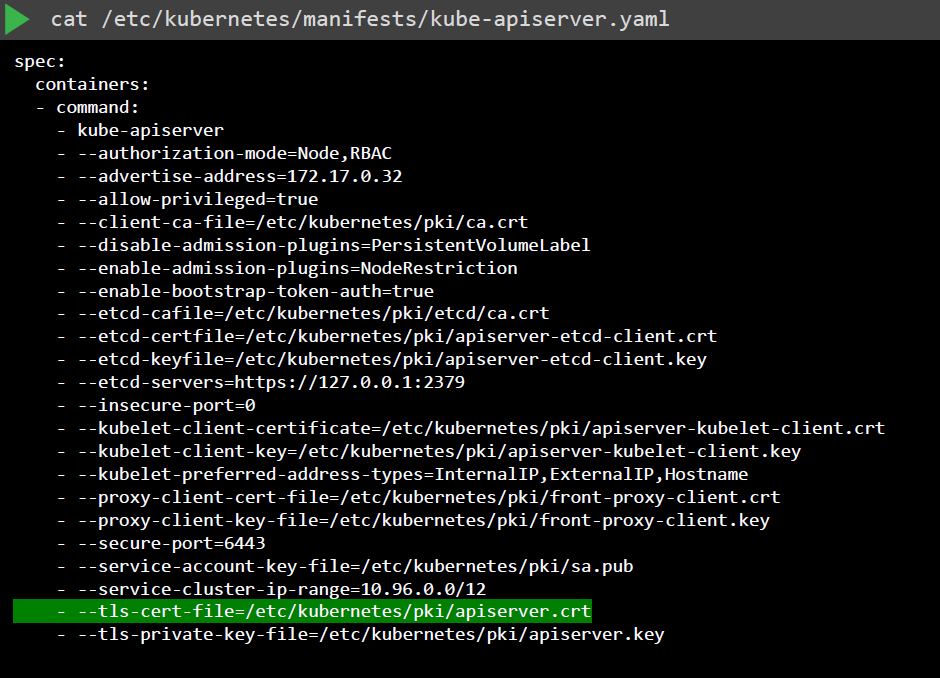 cat /etc/kubernetes/manifests/kube-apiserver.yaml
spec:
  containers:
  - command:
    - kube-apiserver
    - --authorization-mode=Node,RBAC
    - --advertise-address=172.17.0.32
    - --allow-privileged=true
    - --client-ca-file=/etc/kubernetes/pki/ca.crt
    - --disable-admission-plugins=PersistentVolumeLabel
    - --enable-admission-plugins=NodeRestriction
    - --enable-bootstrap-token-auth=true
    - --etcd-cafile=/etc/kubernetes/pki/etcd/ca.crt
    - --etcd-certfile=/etc/kubernetes/pki/apiserver-etcd-client.crt
    - --etcd-keyfile=/etc/kubernetes/pki/apiserver-etcd-client.key
    - --etcd-servers=https://127.0.0.1:2379
    - --insecure-port=0
    - --kubelet-client-certificate=/etc/kubernetes/pki/apiserver-kubelet-client.crt
    - --kubelet-client-key=/etc/kubernetes/pki/apiserver-kubelet-client.key
    - --kubelet-preferred-address-types=InternalIP,ExternalIP,Hostname
    - --proxy-client-cert-file=/etc/kubernetes/pki/front-proxy-client.crt
    - --proxy-client-key-file=/etc/kubernetes/pki/front-proxy-client.key
    - --secure-port=6443
    - --service-account-key-file=/etc/kubernetes/pki/sa.pub
    - --service-cluster-ip-range=10.96.0.0/12
    - --tls-cert-file=/etc/kubernetes/pki/apiserver.crt
    - --tls-private-key-file=/etc/kubernetes/pki/apiserver.key